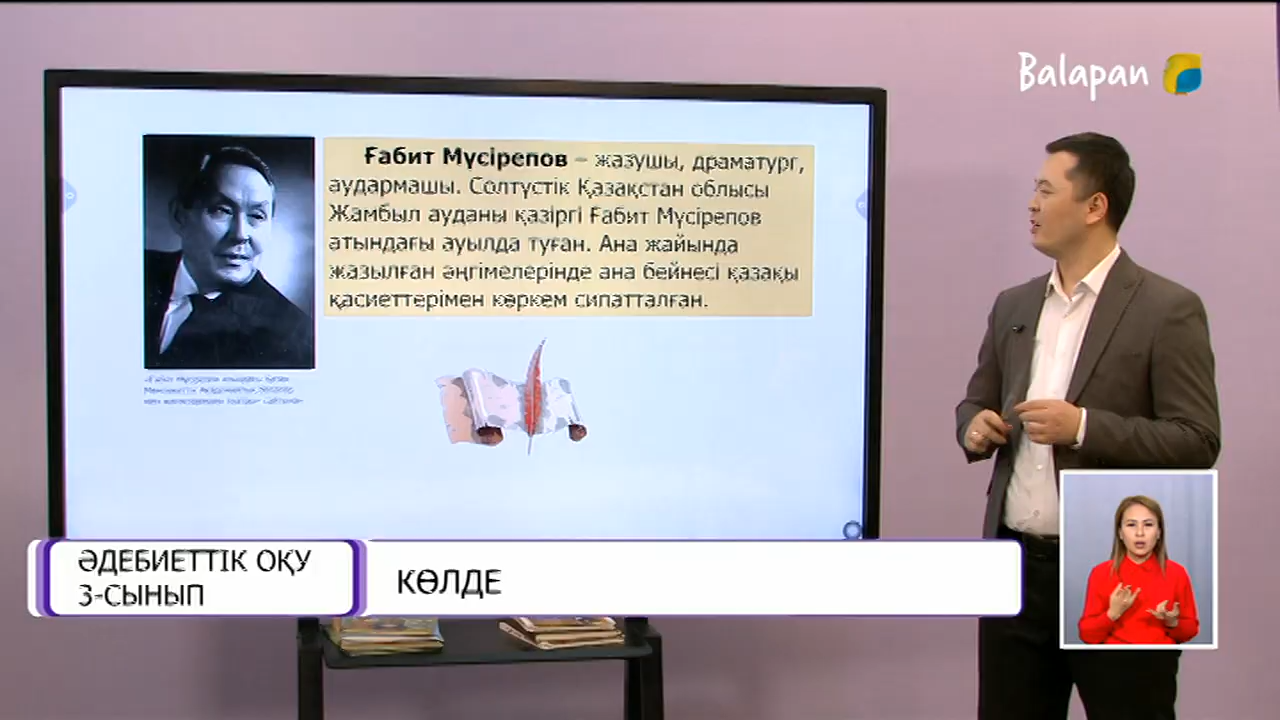 Balapan
Ғабит Мүсірепов – жазушы, драматург,
аудармашы. Солтүстік Қазақстан облысы
Жамбыл ауданы қазіргі Ғабит Мүсірепов
атындағы ауылда туған. Ана жайында
жазылған әңгімелерінде ана бейнесі қазақы
қасиеттерімен көркем сипатталған.
ӘДЕБИЕТТІК ОҚУ
3-СЫНЫП
КӨЛДЕ